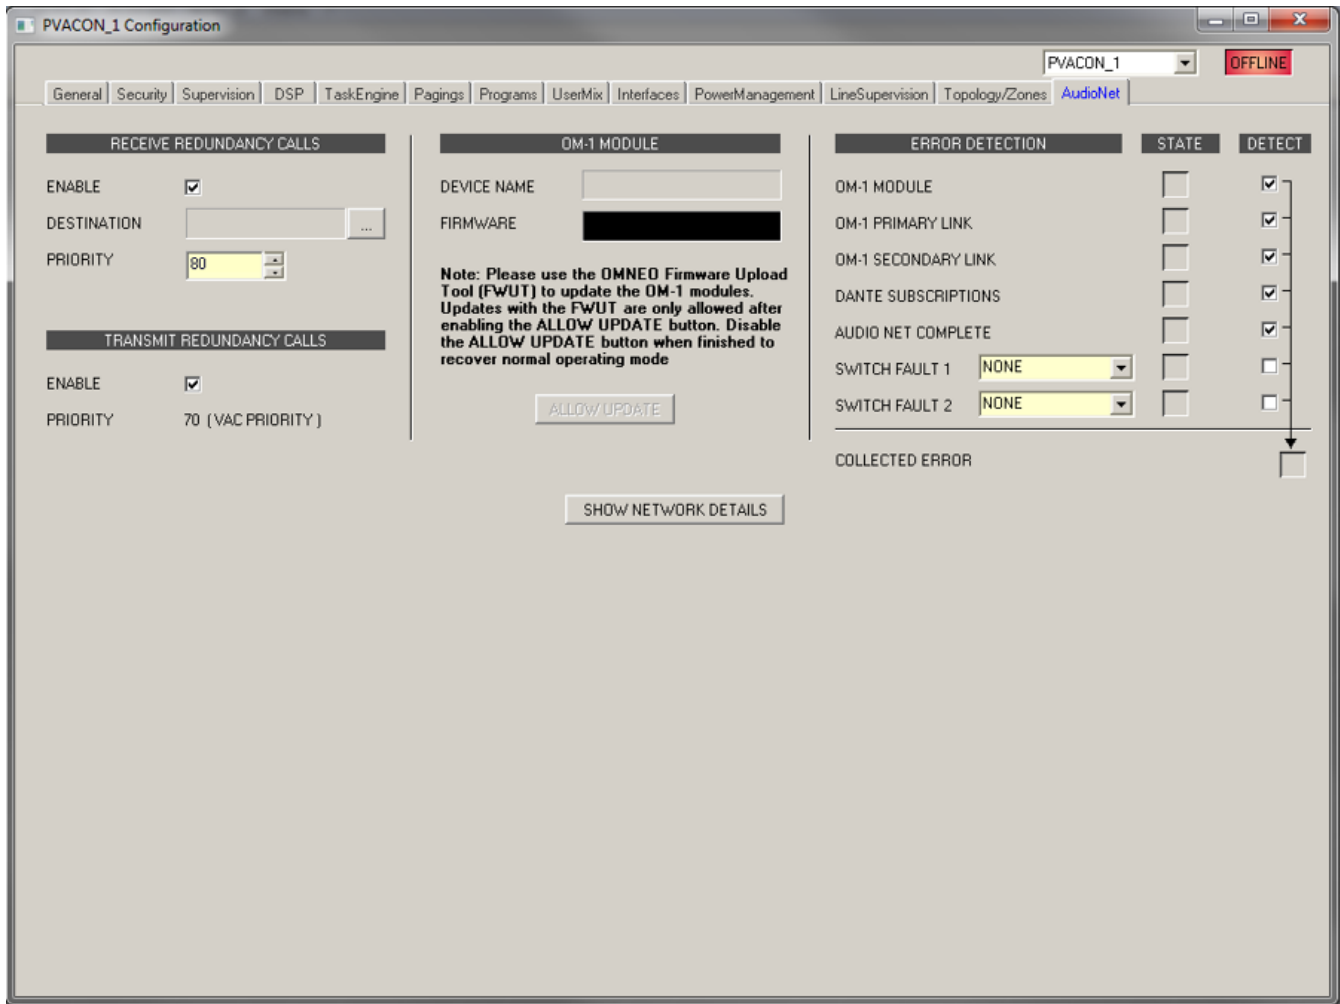 PVACON_1 Configuration
PVACON_1
OFFLINE
General Security Supervision DSP TaskEngine Pagings Programs UserMix Interfaces PowerManagement LineSupervision Topology/Zones AudioNet
RECEIVE REDUNDANCY CALLS
ENABLE
DESTINATION
...
PRIORITY
80
TRANSMIT REDUNDANCY CALLS
ENABLE
PRIORITY
70 ( VAC PRIORITY )
OM-1 MODULE
DEVICE NAME
FIRMWARE
Note: Please use the OMNEO Firmware Upload
Tool (FWUT) to update the OM-1 modules.
Updates with the FWUT are only allowed after
enabling the ALLOW UPDATE button. Disable
the ALLOW UPDATE button when finished to
recover normal operating mode
ALLOW UPDATE
SHOW NETWORK DETAILS
ERROR DETECTION
STATE
DETECT
OM-1 MODULE
OM-1 PRIMARY LINK
OM-1 SECONDARY LINK
DANTE SUBSCRIPTIONS
AUDIO NET COMPLETE
SWITCH FAULT 1
NONE
SWITCH FAULT 2
NONE
COLLECTED ERROR